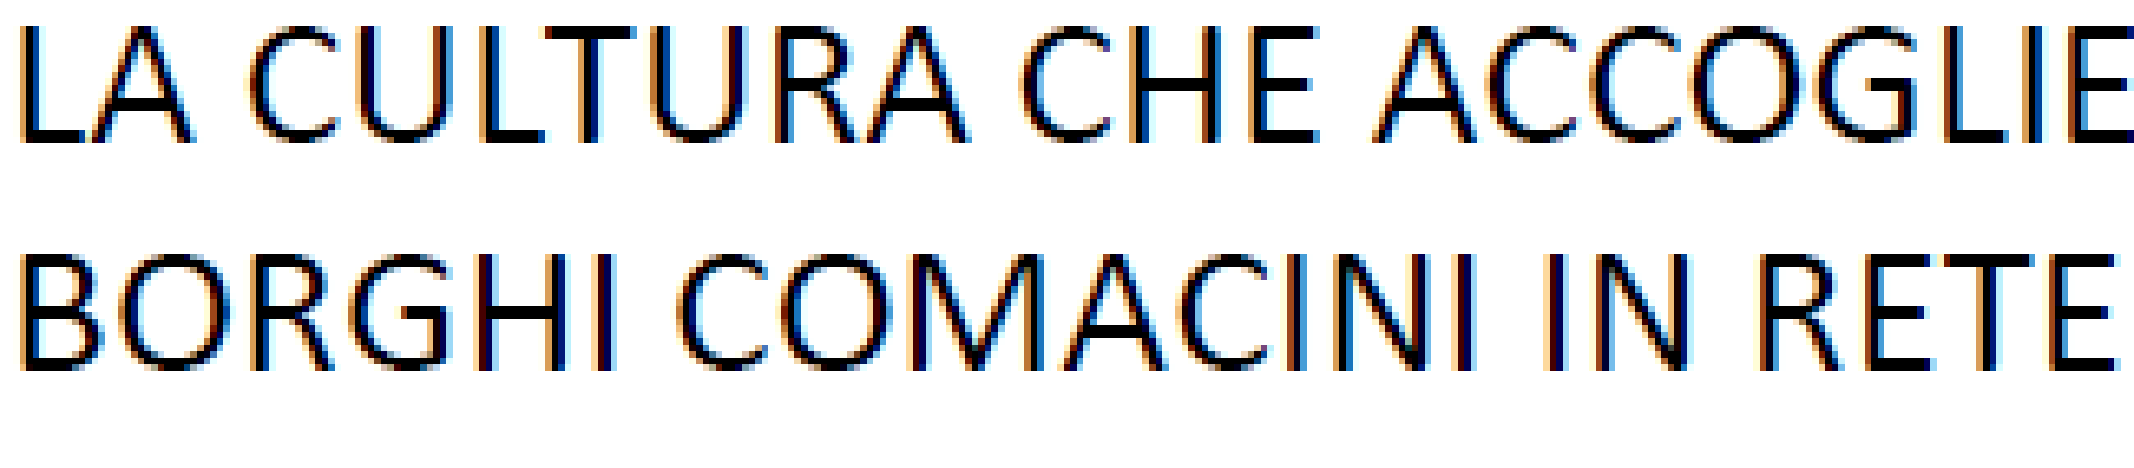 LA CULTURA CHE ACCOGLIE
BORGHI COMACINI IN RETE